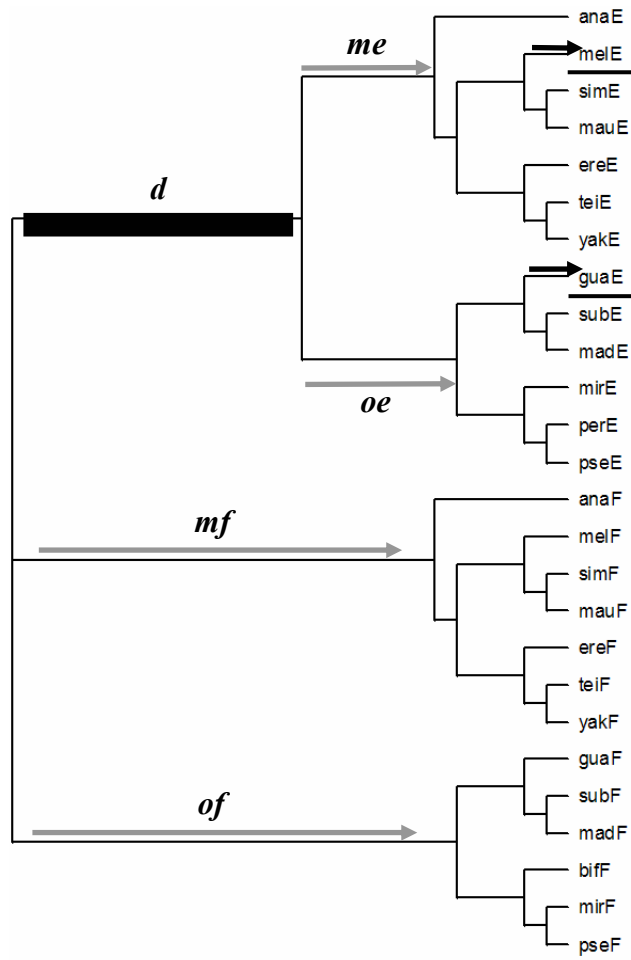 anaE
me
melE
simE
mauE
ereE
d
teiE
yakE
guaE
subE
madE
mirE
oe
perE
pseE
anaF
mf
melF
simF
mauF
ereF
teiF
yakF
guaF
subF
of
madF
bifF
mirF
pseF